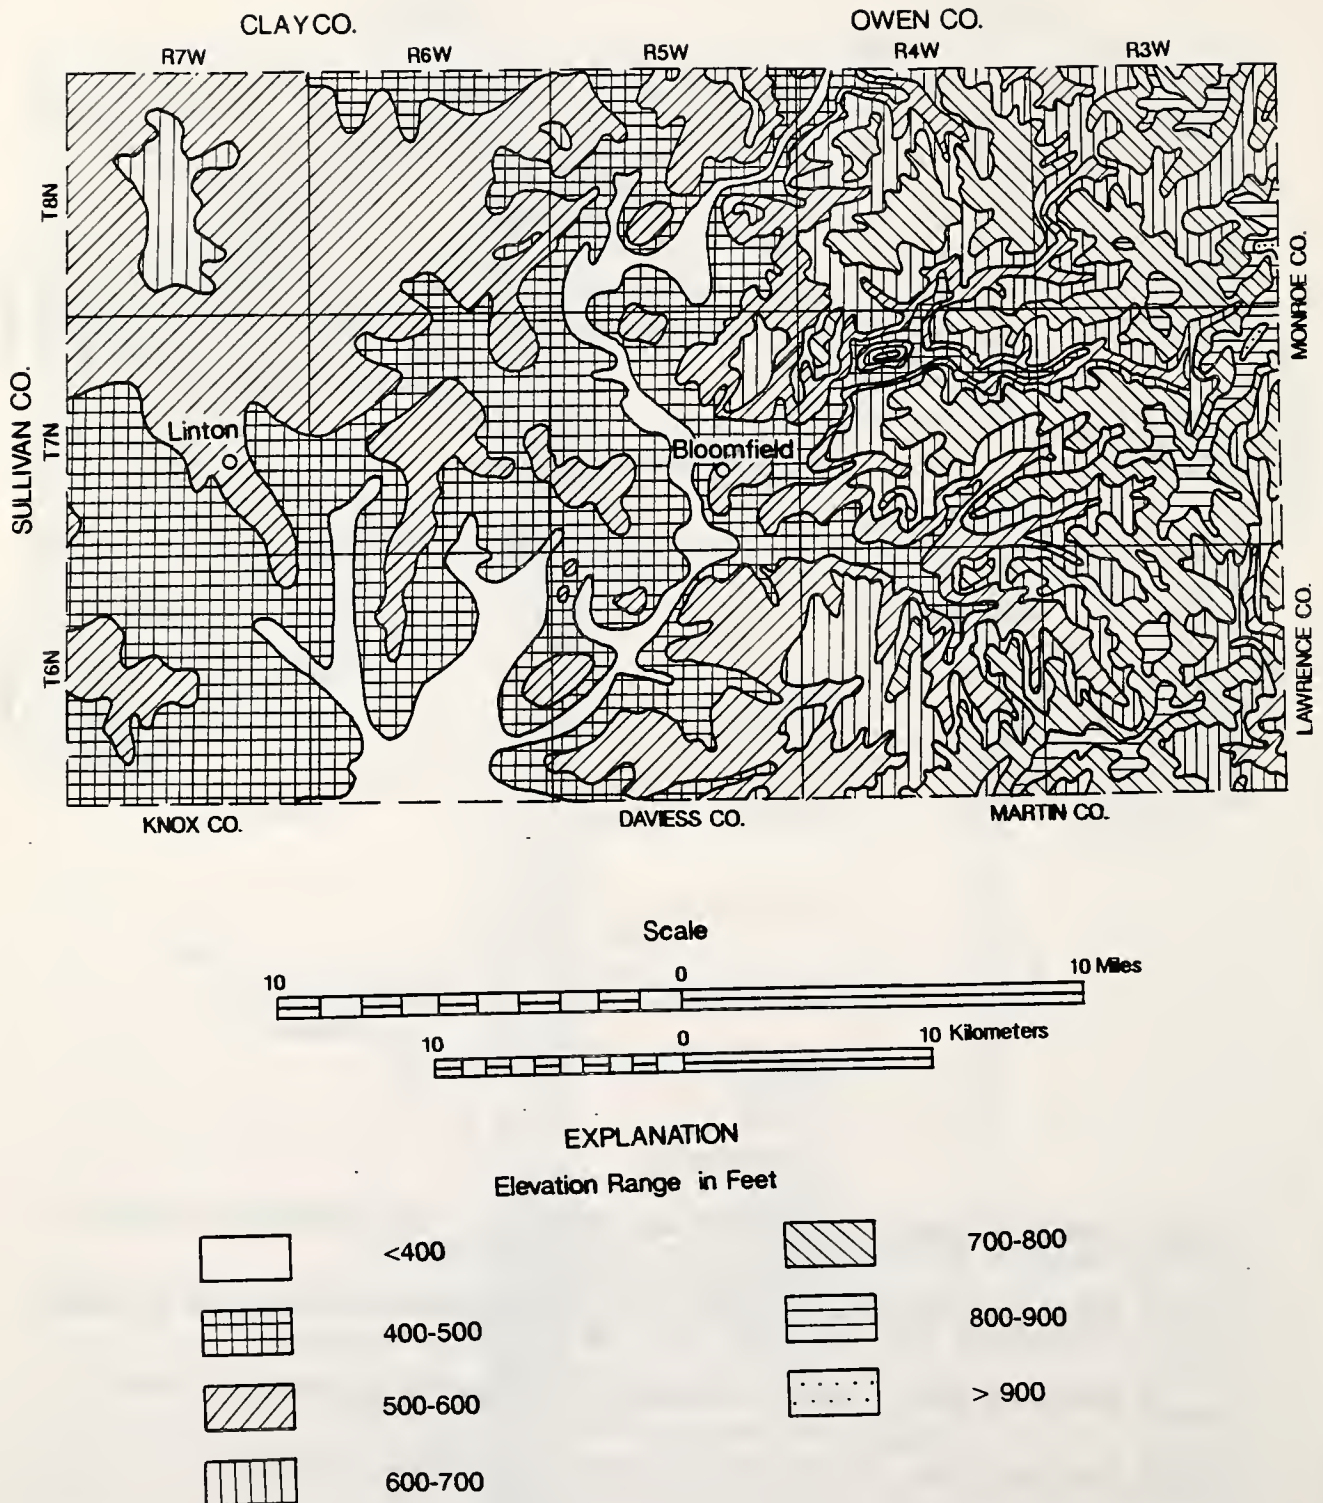 CLAY CO. OWEN CO.
R7W R6W R5W R4W R3W
T8N
MONROE CO.
SULLIVAN CO.
T7N
Linton
Bloomfield
T6N
LAWRENCE CO.
KNOX CO. DAVIESS CO. MARTIN CO.
Scale
10 0 10 Miles
10 0 10 Kilometers
EXPLANATION
Elevation Range in Feet
<400 700-800
400-500 800-900
500-600 > 900
600-700